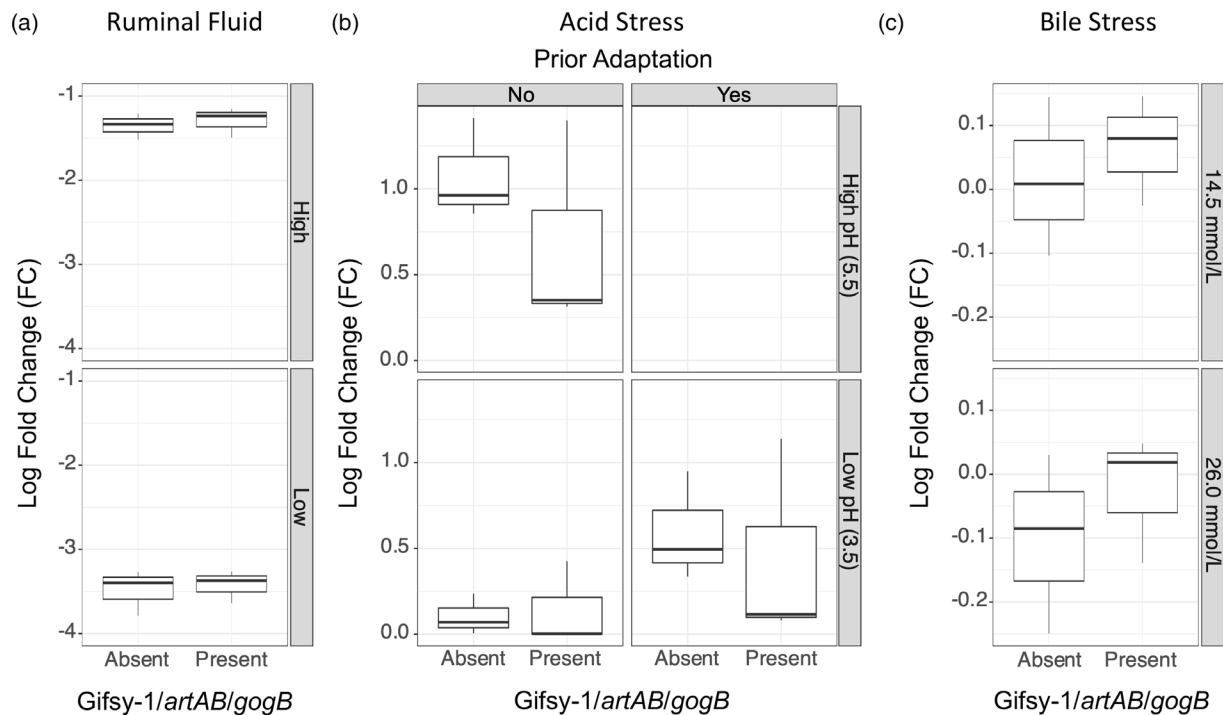 (a) Ruminal Fluid
Log Fold Change (FC)
-1
-2
-3
-4
High
-1
-2
-3
-4
Low
Absent Present
Gifsy-1/artAB/gogB
(b) Acid Stress
Prior Adaptation
No Yes
Log Fold Change (FC)
1.0
0.5
0.0
High pH (5.5)
1.0
0.5
0.0
Low pH (3.5)
Absent Present Absent Present
Gifsy-1/artAB/gogB
(c) Bile Stress
Log Fold Change (FC)
0.1
0.0
-0.1
-0.2
14.5 mmol/L
0.1
0.0
-0.1
-0.2
26.0 mmol/L
Absent Present
Gifsy-1/artAB/gogB